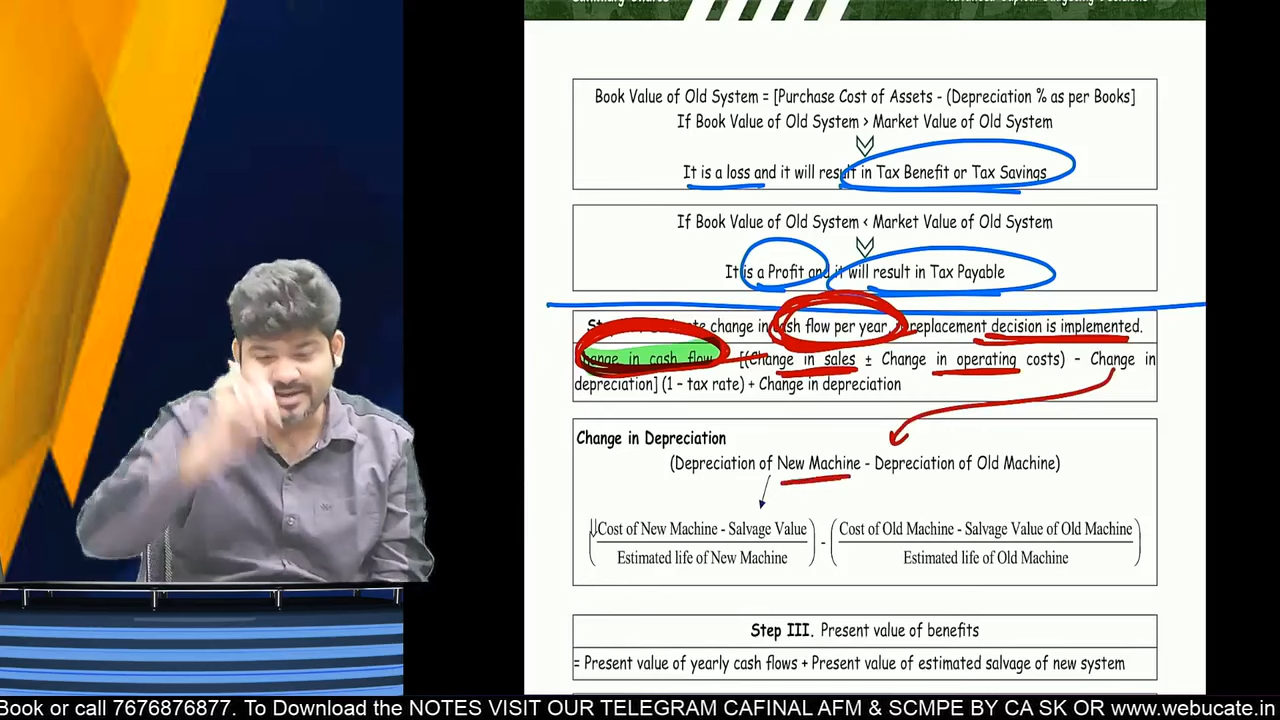 Book Value of Old System = [Purchase Cost of Assets - (Depreciation % as per Books]
If Book Value of Old System > Market Value of Old System
It is a loss and it will result in Tax Benefit or Tax Savings
If Book Value of Old System < Market Value of Old System
It is a Profit and it will result in Tax Payable
change in cash flow per year, replacement decision is implemented.
Change in cash flow [(Change in sales ± Change in operating costs) – Change in
depreciation] (1 – tax rate) + Change in depreciation
Change in Depreciation
(Depreciation of New Machine - Depreciation of Old Machine)
(Cost of New Machine - Salvage Value) - (Cost of Old Machine - Salvage Value of Old Machine)
Estimated life of New Machine Estimated life of Old Machine
Step III. Present value of benefits
= Present value of yearly cash flows + Present value of estimated salvage of new system
Book or call 7676876877. To Download the NOTES VISIT OUR TELEGRAM CAFINAL AFM & SCMPE BY CA SK OR www.webucate.in